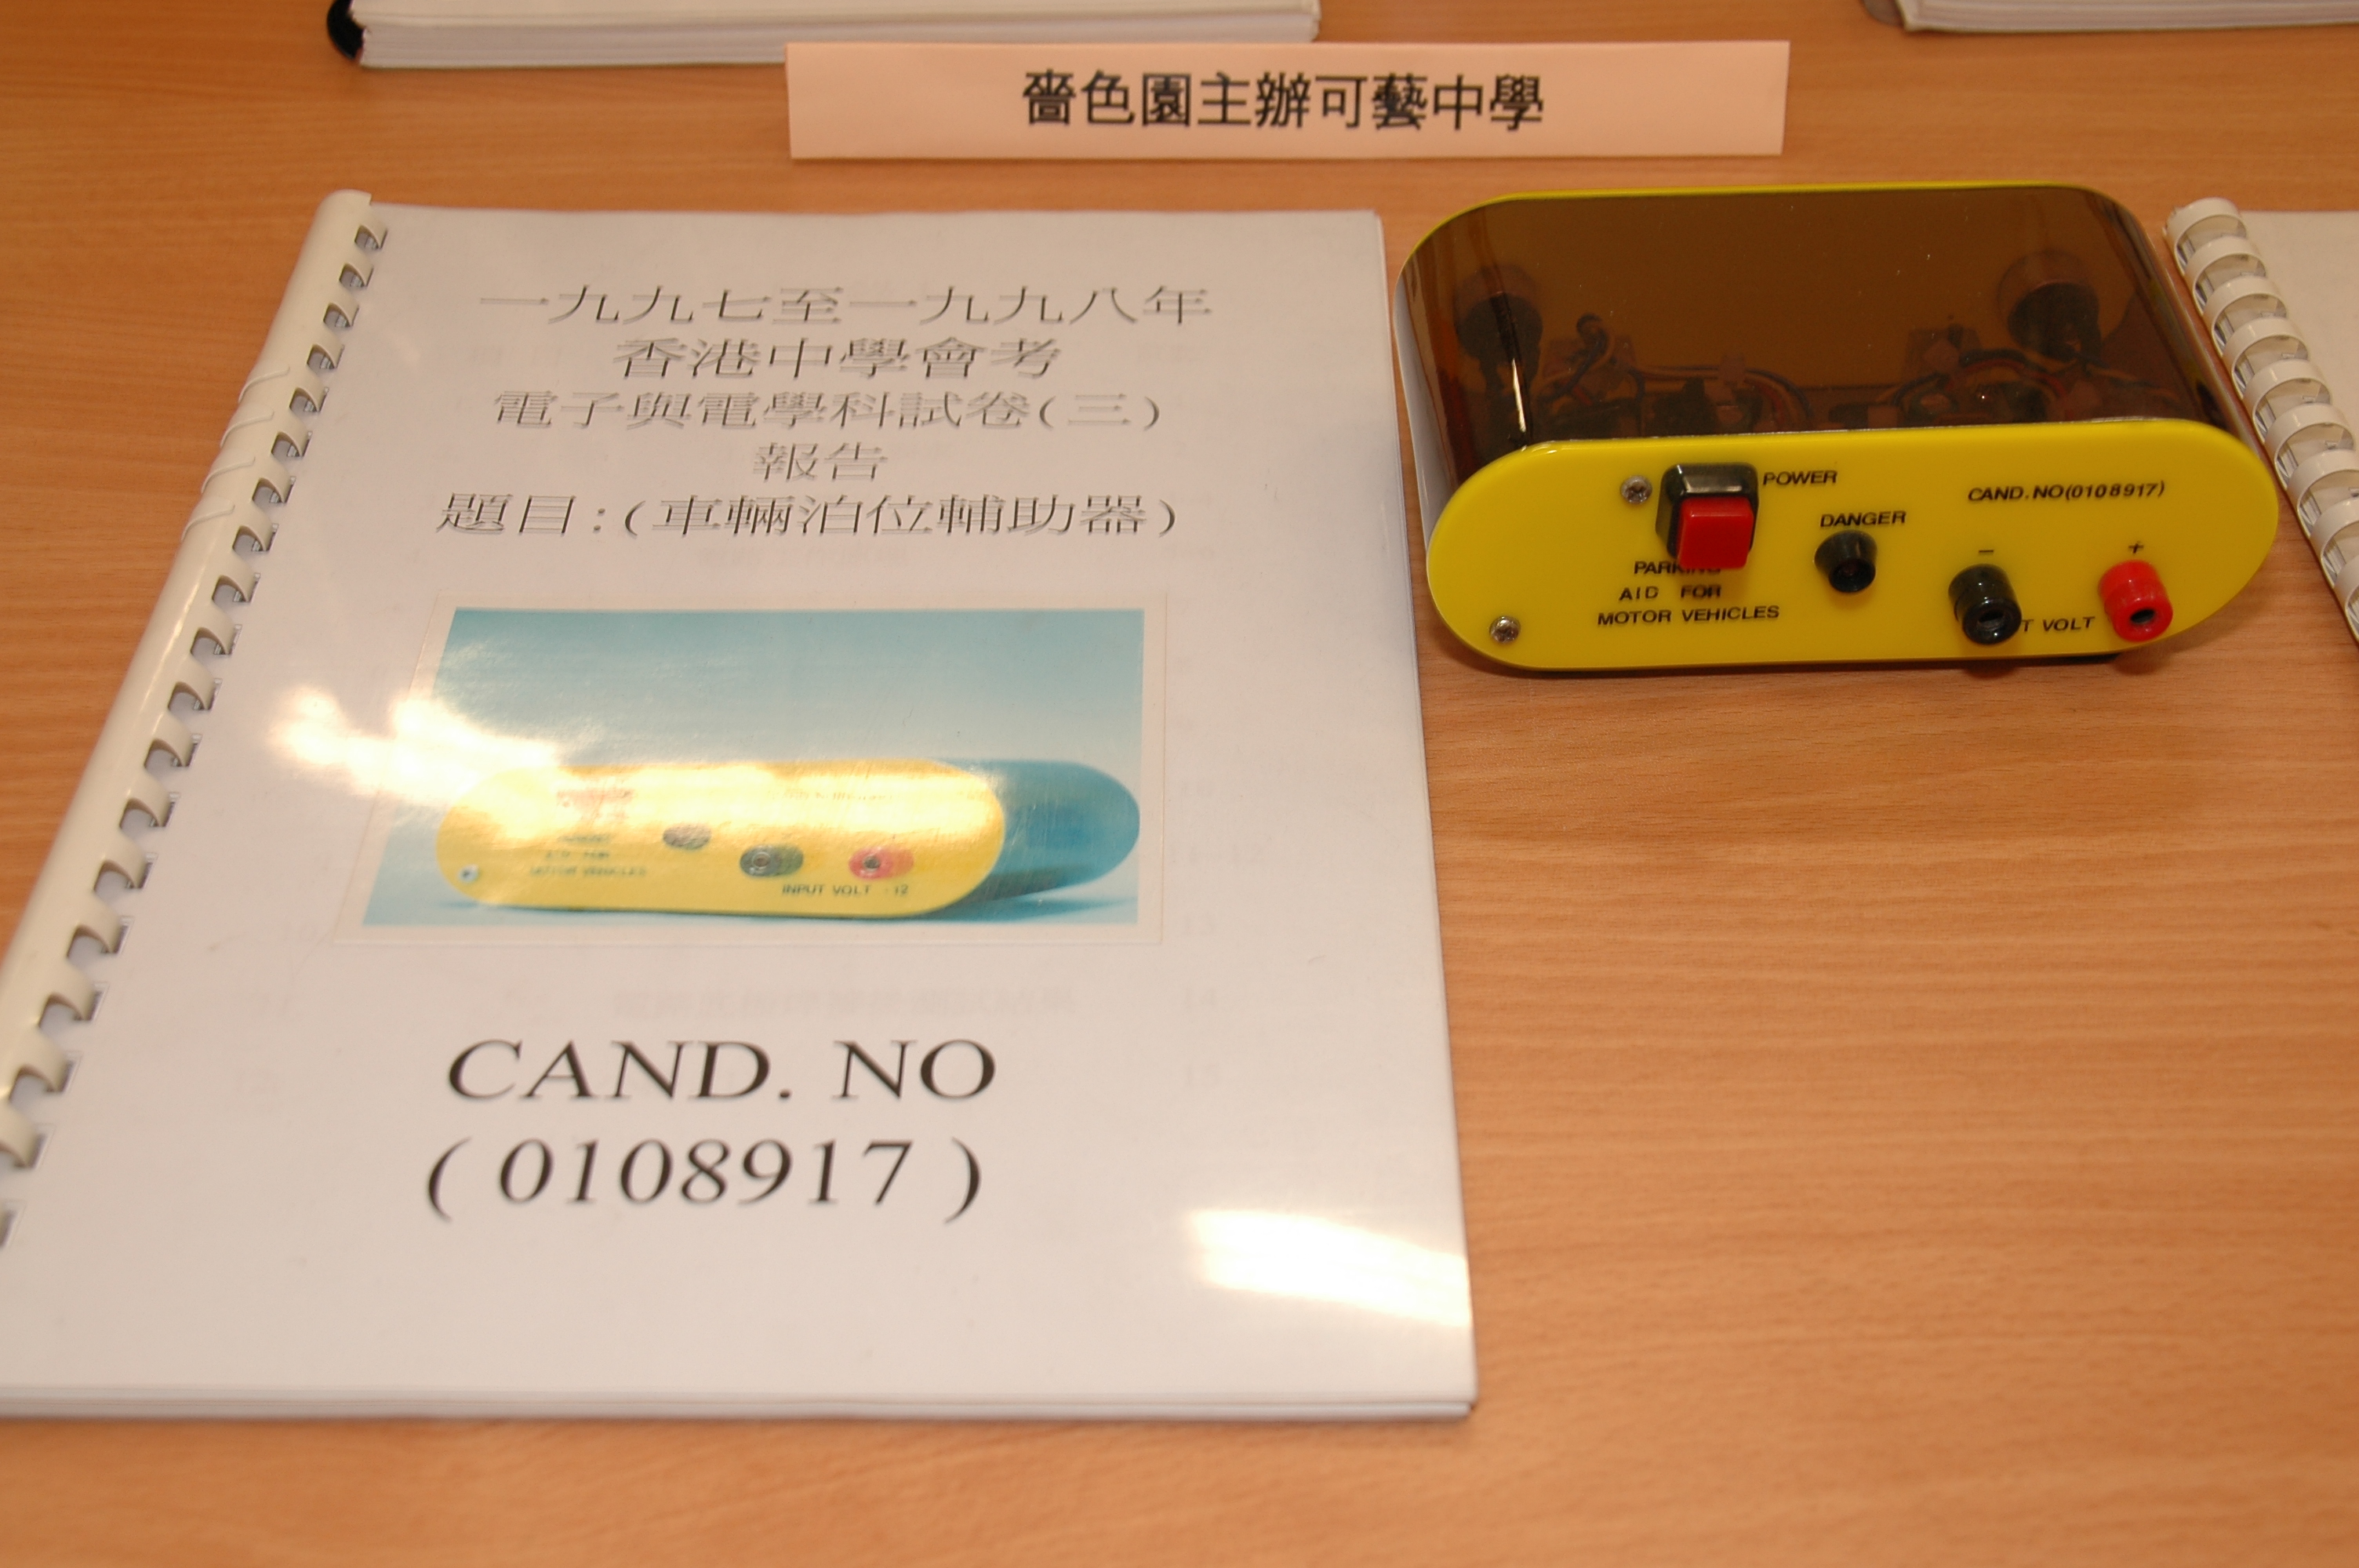 嗇色園主辦可藝中學
一九九七至一九九八年
香港中學會考
電子與電學科試卷(三)
報告
題目:(車輛泊位輔助器)
INPUT VOLT -12
CAND. NO
( 0108917 )
POWER
CAND.NO(0108917)
DANGER
PARKING
AID FOR
MOTOR VEHICLES
- +
T VOLT